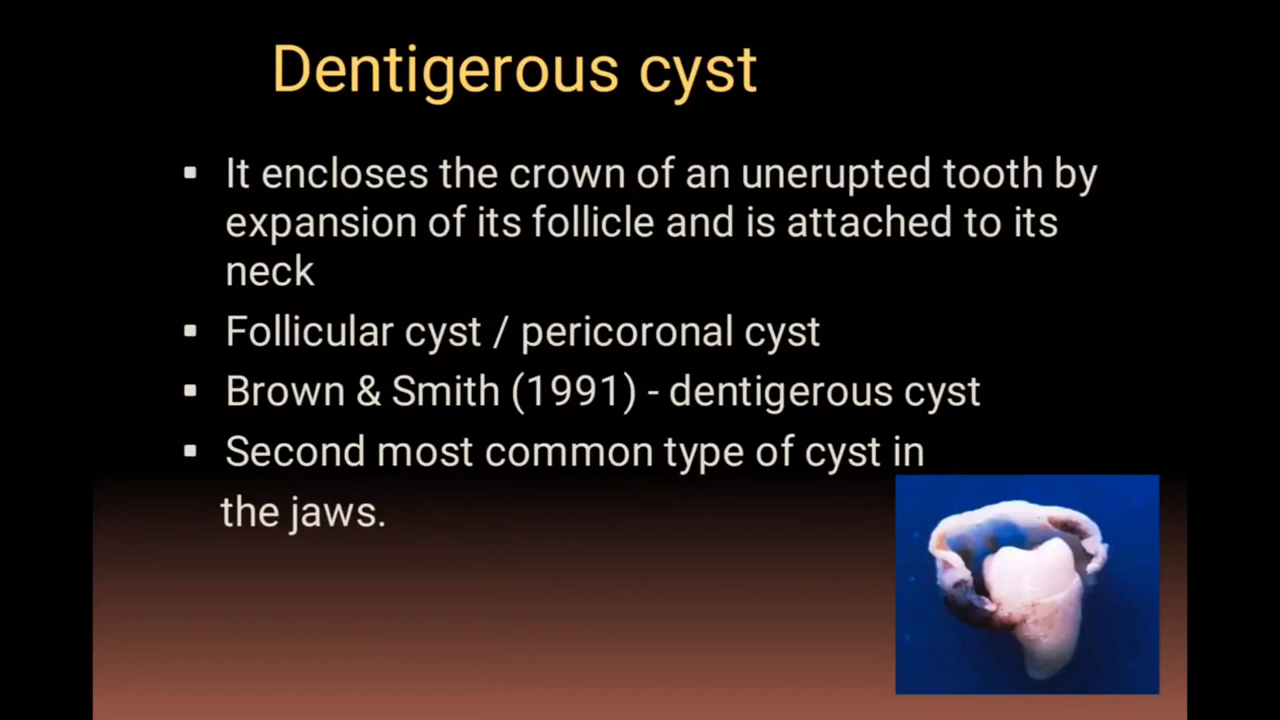 Dentigerous cyst
▪ It encloses the crown of an unerupted tooth by
expansion of its follicle and is attached to its
neck
▪ Follicular cyst / pericoronal cyst
▪ Brown & Smith (1991) - dentigerous cyst
▪ Second most common type of cyst in
the jaws.